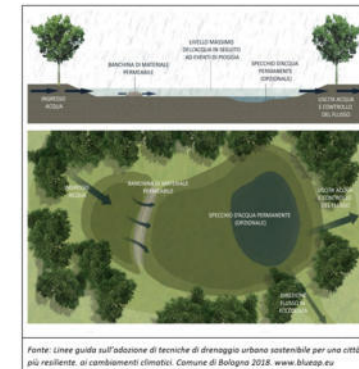 LIVELLO MASSIMO
DELL'ACQUA IN SEGUITO
AD EVENTI DI PIOGGIA
BANCHINA DI MATERIALE
PERMEABILE
SPECCHIO D'ACQUA
PERMANENTE
(OPZIONALE)
INGRESSO
ACQUA
USCITA ACQUA
E CONTROLLO
DEL FLUSSO
INGRESSO
ACQUA
BANCHINA DI MATERIALE
PERMEABILE
SPECCHIO D'ACQUA PERMANENTE
(OPZIONALE)
USCITA ACQUA
E CONTROLLO
DEL FLUSSO
DIREZIONE
FLUSSO IN
Fonte: Linee guida sull'adozione di tecniche di drenaggio urbano sostenibile per una città
più resiliente. ai cambiamenti climatici. Comune di Bologna 2018. www.blueap.eu